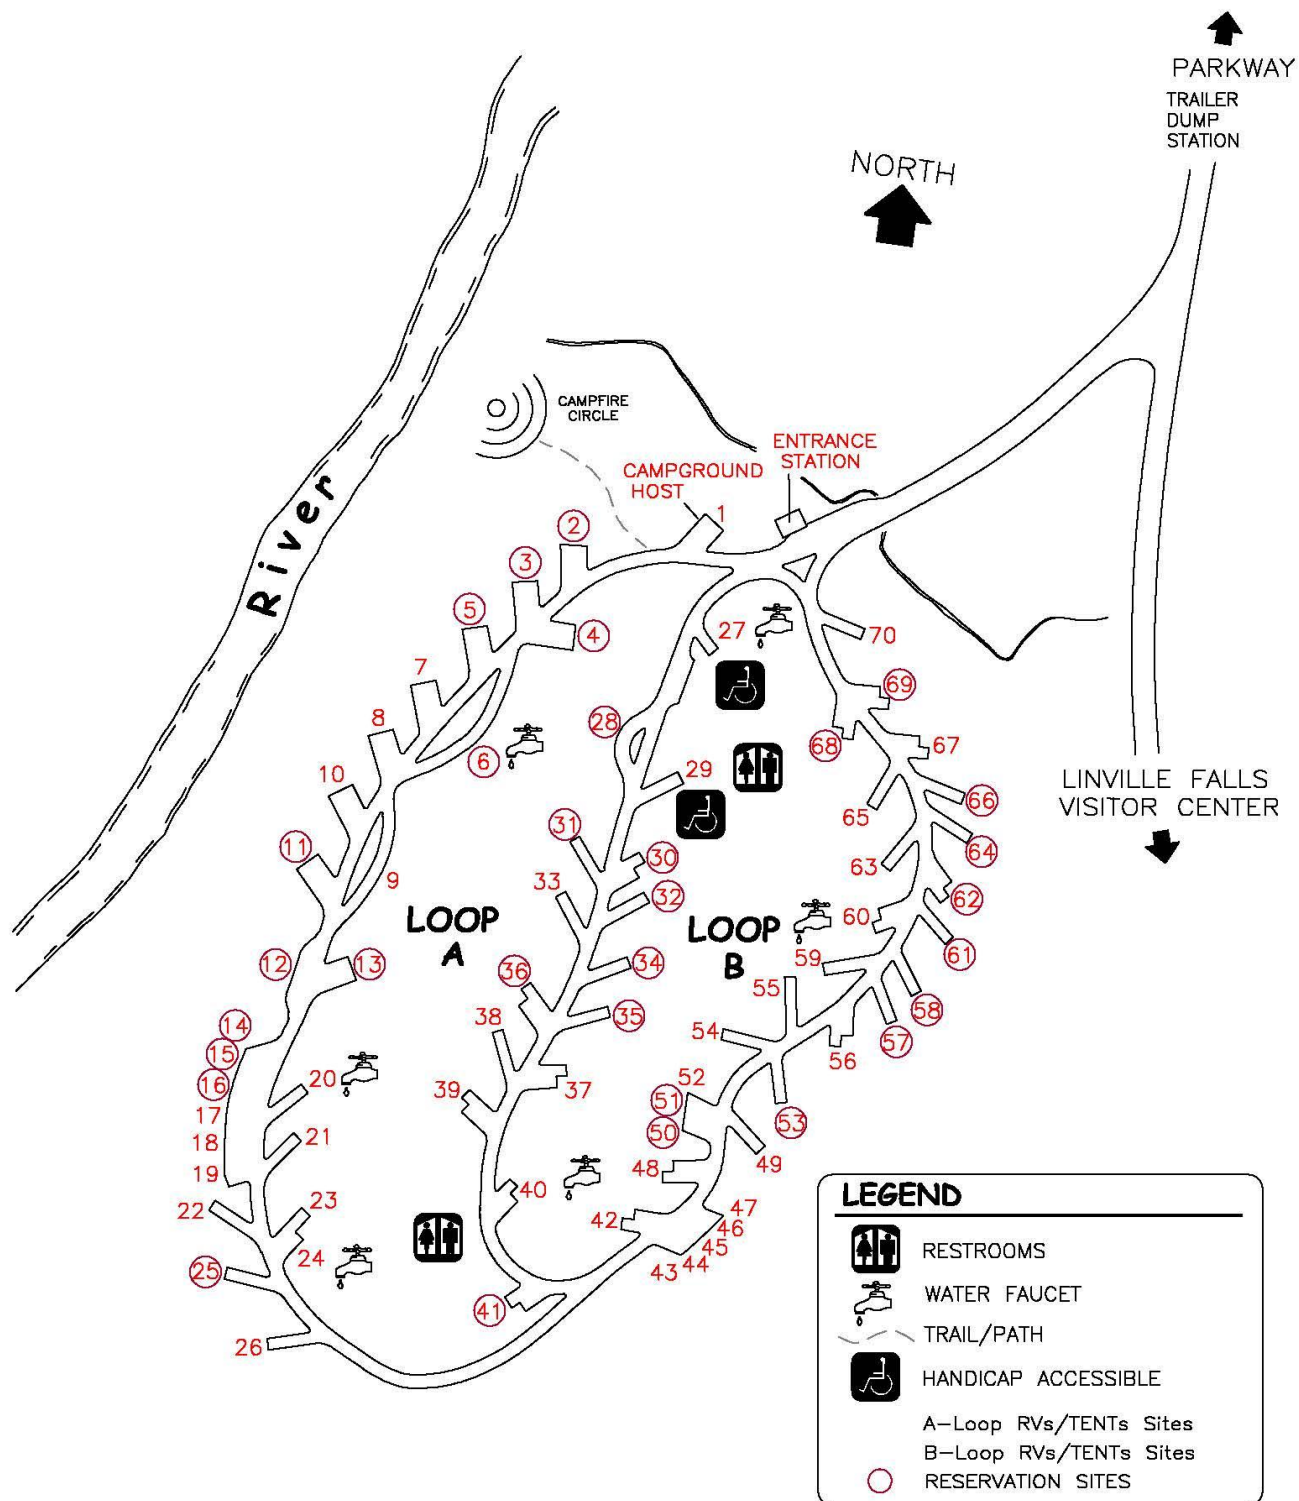 PARKWAY
TRAILER
DUMP
STATION
NORTH
River
CAMPFIRE
CIRCLE
CAMPGROUND
HOST
ENTRANCE
STATION
1
2
3
5
4
7
8
6
10
11
9
12
13
14
15
16
17
18
19
20
21
22
23
24
25
26
LOOP
A
27
28
29
31
30
33
32
34
36
35
38
37
39
40
41
LOOP
B
70
69
68
67
66
65
64
63
62
60
61
59
58
55
57
54
56
52
51
53
50
49
48
42
47
46
45
44
43
LINVILLE FALLS
VISITOR CENTER
LEGEND
RESTROOMS
WATER FAUCET
TRAIL/PATH
HANDICAP ACCESSIBLE
A-Loop RVs/TENTs Sites
B-Loop RVs/TENTs Sites
RESERVATION SITES